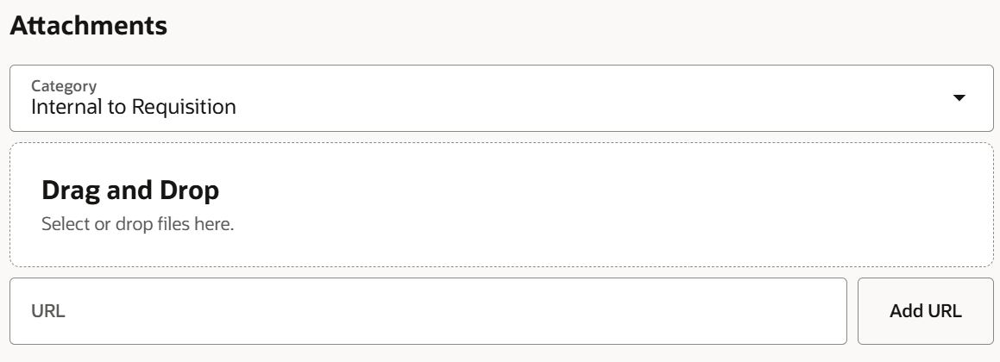 Attachments
Category
Internal to Requisition
Drag and Drop
Select or drop files here.
URL
Add URL